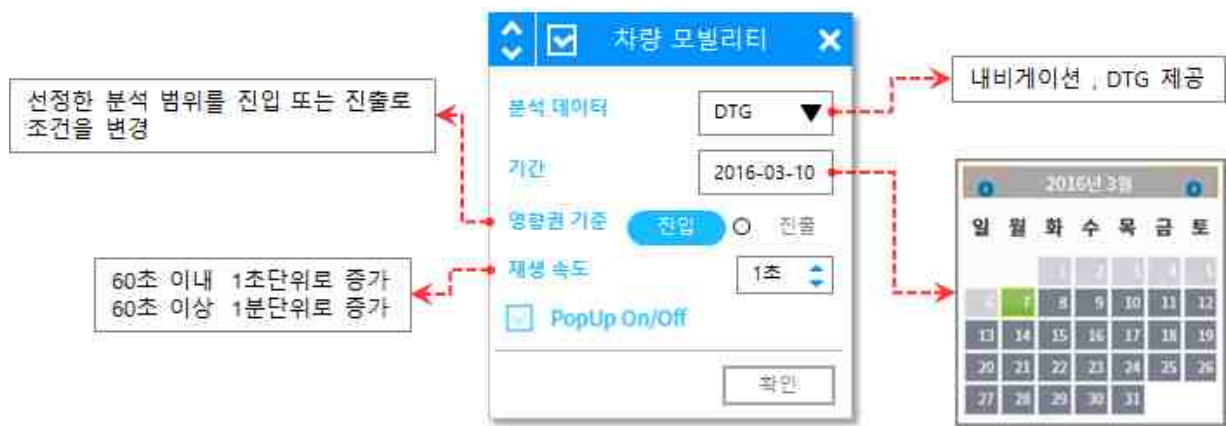 차량 모빌리티
선정한 분석 범위를 진입 또는 진출로
조건을 변경
내비게이션 , DTG 제공
분석 데이터 DTG
기간 2016-03-10
영향권 기준 진입 진출
재생 속도 1초
60초 이내 1초단위로 증가
60초 이상 1분단위로 증가
PopUp On/Off
확인
2016년 3월
일 월 화 수 목 금 토
1 2 3 4 5
6 7 8 9 10 11 12
13 14 15 16 17 18 19
20 21 22 23 24 25 26
27 28 29 30 31